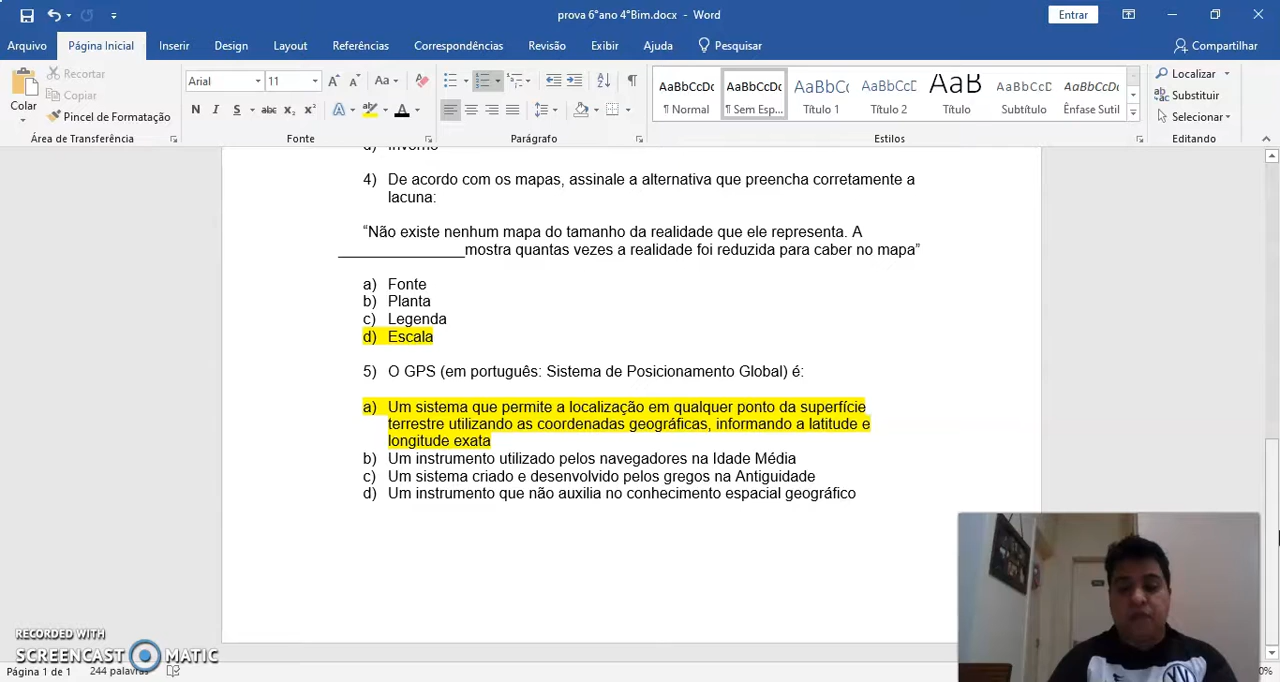 prova 6°ano 4°Bim.docx - Word
Entrar
Arquivo Página Inicial Inserir Design Layout Referências Correspondências Revisão Exibir Ajuda Pesquisar Compartilhar
Colar
Recortar
Copiar
Pincel de Formatação
Área de Transferência
Arial 11
N I S abc x₂ x²
Fonte
Parágrafo
AaBbCcDc AaBbCcDc AaBbCc AaBbCcD AaB AaBbCcD AaBbCcDc
¶ Normal ¶ Sem Esp... Título 1 Título 2 Título Subtítulo Ênfase Sutil
Estilos
Localizar
Substituir
Selecionar
Editando
d) Inverno
4) De acordo com os mapas, assinale a alternativa que preencha corretamente a
lacuna:
“Não existe nenhum mapa do tamanho da realidade que ele representa. A
_______________mostra quantas vezes a realidade foi reduzida para caber no mapa”
a) Fonte
b) Planta
c) Legenda
d) Escala
5) O GPS (em português: Sistema de Posicionamento Global) é:
a) Um sistema que permite a localização em qualquer ponto da superfície
terrestre utilizando as coordenadas geográficas, informando a latitude e
longitude exata
b) Um instrumento utilizado pelos navegadores na Idade Média
c) Um sistema criado e desenvolvido pelos gregos na Antiguidade
d) Um instrumento que não auxilia no conhecimento espacial geográfico
RECORDED WITH
SCREENCAST MATIC
Página 1 de 1 244 palavras